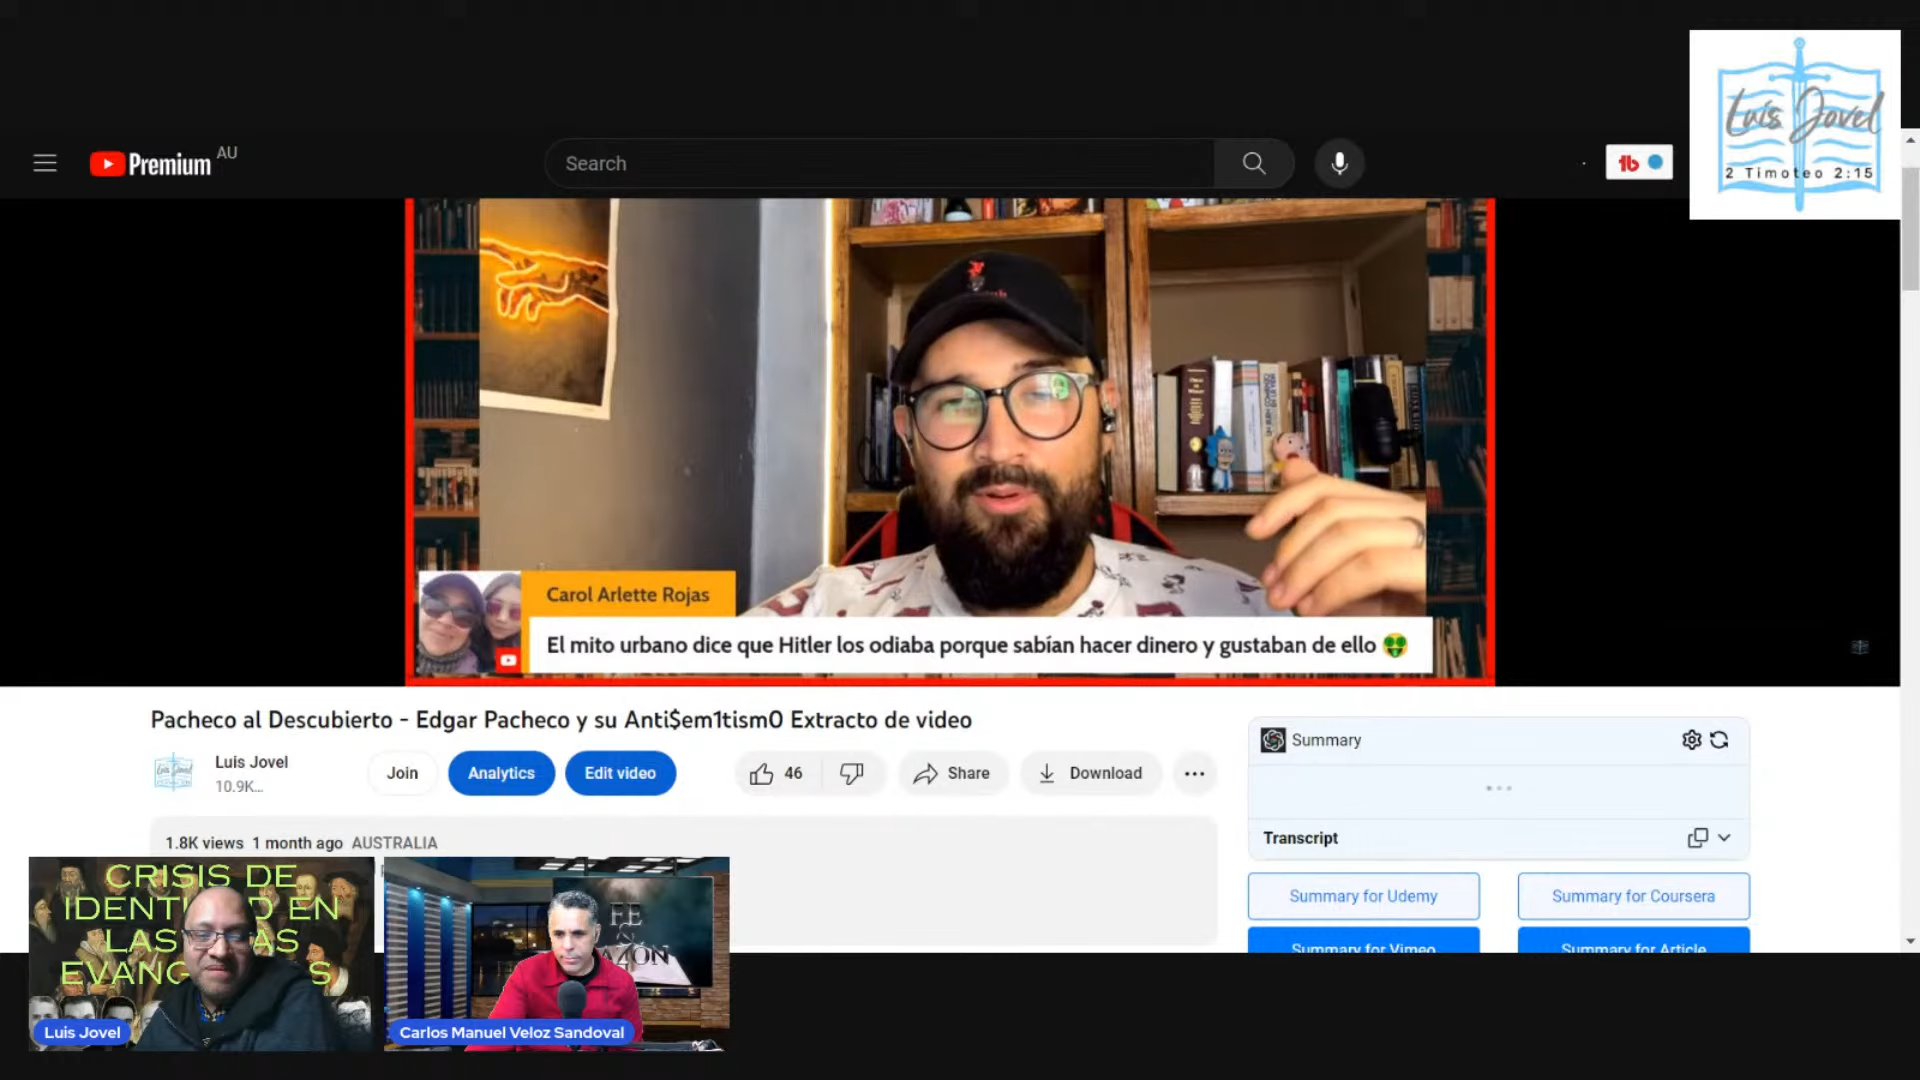 Luis Jovel
2 Timoteo 2:15
Premium AU
Search
Carol Arlette Rojas
El mito urbano dice que Hitler los odiaba porque sabían hacer dinero y gustaban de ello 🤑
Pacheco al Descubierto - Edgar Pacheco y su Anti$em1tism0 Extracto de video
Luis Jovel
10.9K...
Join
Analytics
Edit video
46
Share
Download
Summary
Transcript
1.8K views 1 month ago AUSTRALIA
Summary for Udemy
Summary for Coursera
Summary for Vimeo
Summary for Article
CRISIS DE
EN
LAS
Luis Jovel
FE
Carlos Manuel Veloz Sandoval